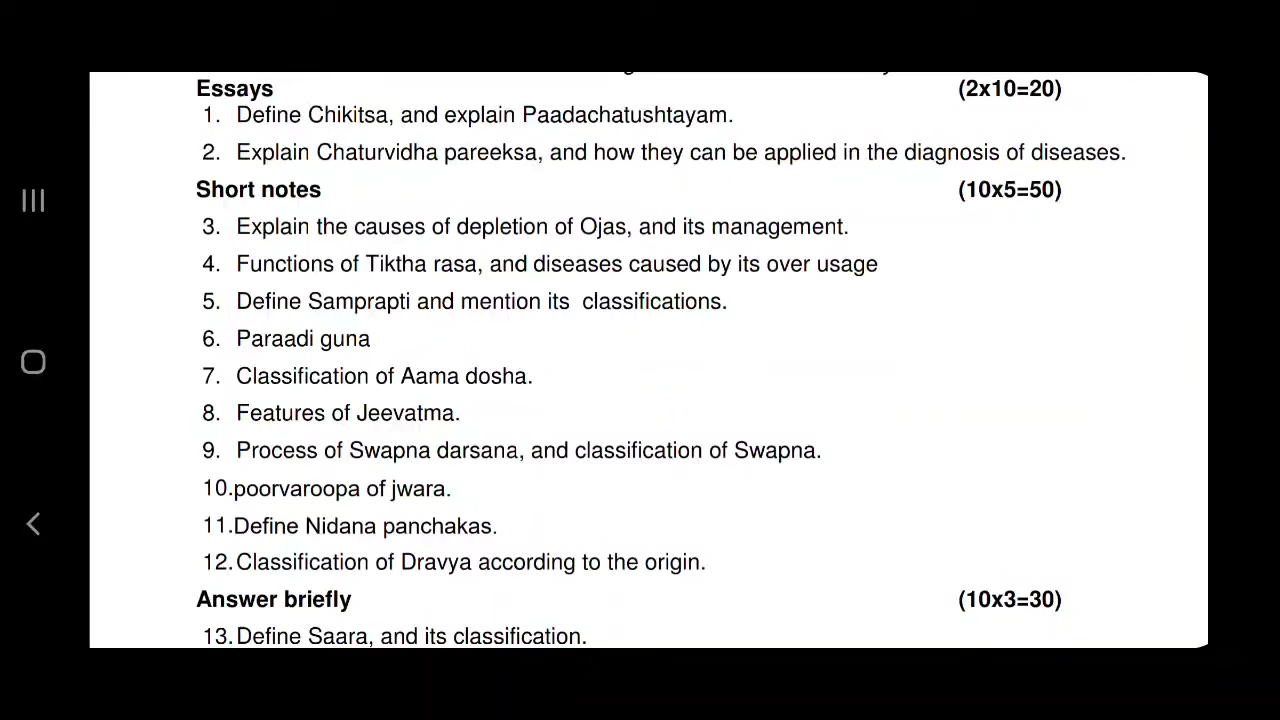 Essays (2x10=20)
1. Define Chikitsa, and explain Paadachatushtayam.
2. Explain Chaturvidha pareeksa, and how they can be applied in the diagnosis of diseases.
Short notes (10x5=50)
3. Explain the causes of depletion of Ojas, and its management.
4. Functions of Tiktha rasa, and diseases caused by its over usage
5. Define Samprapti and mention its classifications.
6. Paraadi guna
7. Classification of Aama dosha.
8. Features of Jeevatma.
9. Process of Swapna darsana, and classification of Swapna.
10.poorvaroopa of jwara.
11.Define Nidana panchakas.
12.Classification of Dravya according to the origin.
Answer briefly (10x3=30)
13.Define Saara, and its classification.